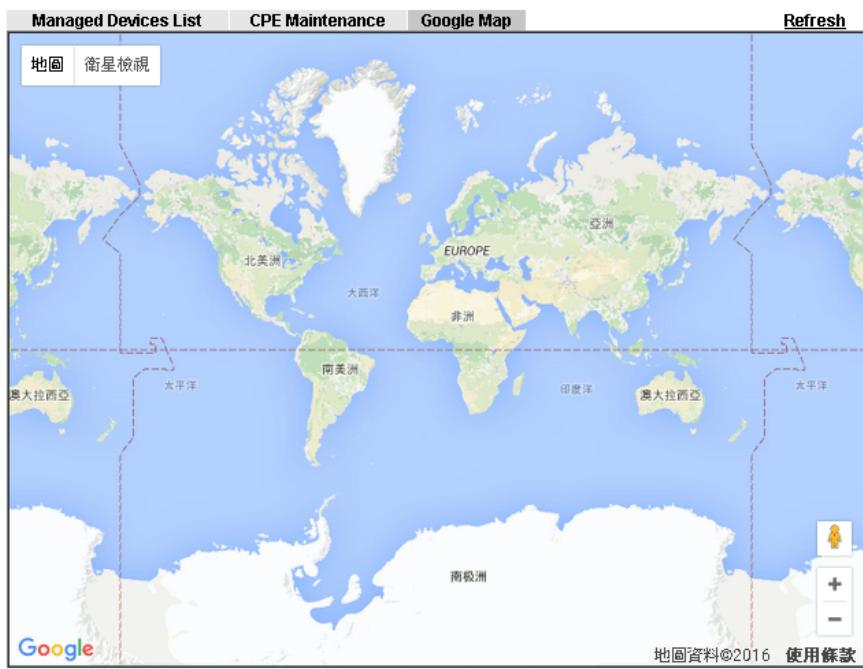 Managed Devices List
CPE Maintenance
Google Map
Refresh
地圖
衛星檢視
亞洲
EUROPE
北美洲
大西洋
非洲
南美洲
太平洋
印度洋
太平洋
澳大拉西亞
澳大拉西亞
南极洲
+
−
Google
地圖資料©2016 使用條款